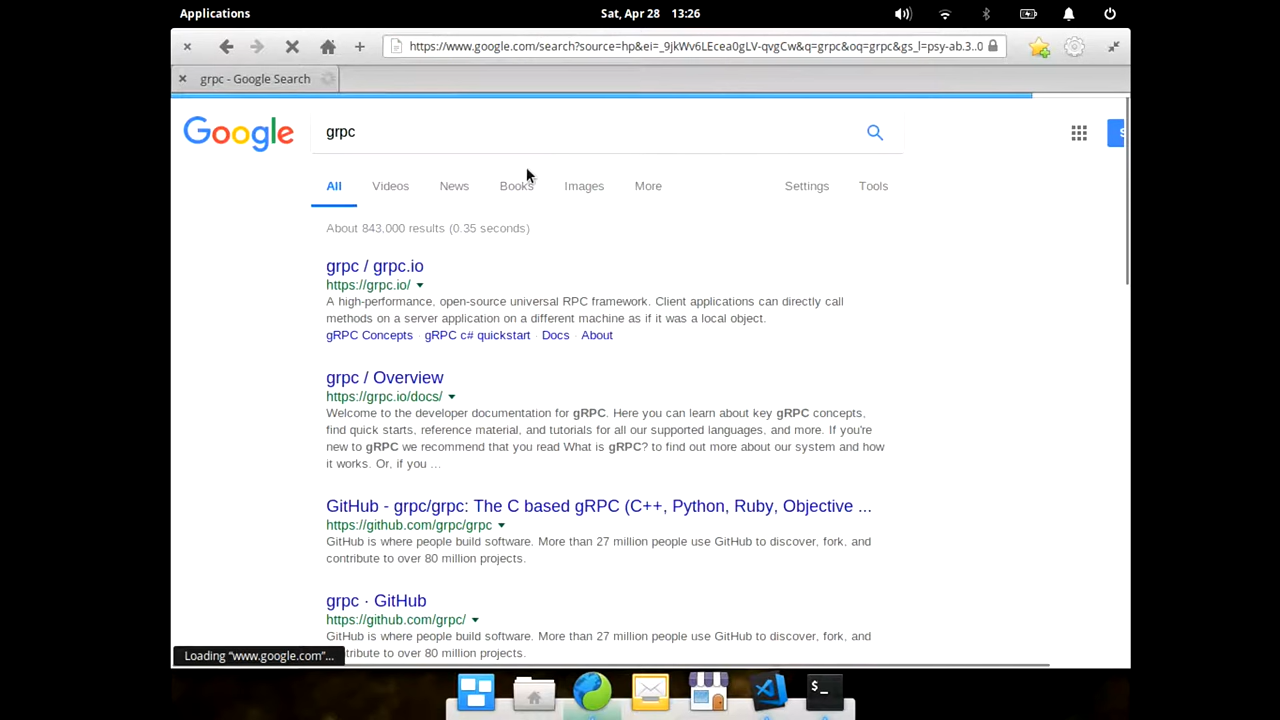 Applications
Sat, Apr 28 13:26
https://www.google.com/search?source=hp&ei=_9jkWv6LEcea0gLV-qvgCw&q=grpc&oq=grpc&gs_l=psy-ab.3..0
grpc - Google Search
Google
grpc
All Videos News Books Images More Settings Tools
About 843,000 results (0.35 seconds)
grpc / grpc.io
https://grpc.io/
A high-performance, open-source universal RPC framework. Client applications can directly call
methods on a server application on a different machine as if it was a local object.
gRPC Concepts · gRPC c# quickstart · Docs · About
grpc / Overview
https://grpc.io/docs/
Welcome to the developer documentation for gRPC. Here you can learn about key gRPC concepts,
find quick starts, reference material, and tutorials for all our supported languages, and more. If you're
new to gRPC we recommend that you read What is gRPC? to find out more about our system and how
it works. Or, if you ...
GitHub - grpc/grpc: The C based gRPC (C++, Python, Ruby, Objective ...
https://github.com/grpc/grpc
GitHub is where people build software. More than 27 million people use GitHub to discover, fork, and
contribute to over 80 million projects.
grpc · GitHub
https://github.com/grpc/
GitHub is where people build software. More than 27 million people use GitHub to discover, fork, and
tribute to over 80 million projects.
Loading "www.google.com"...